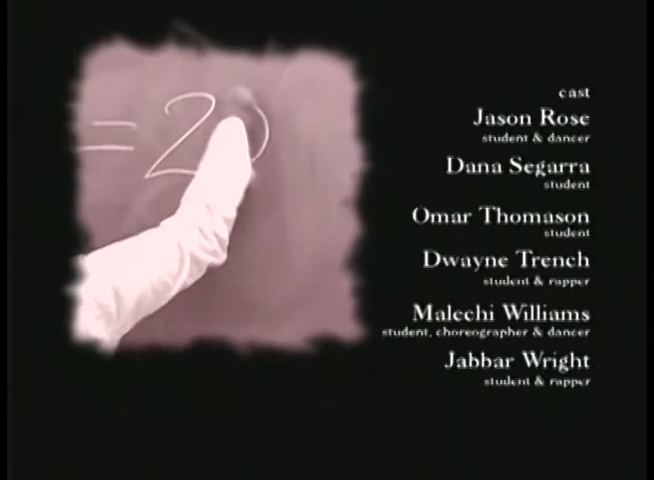 = 20
cast
Jason Rose
student & dancer
Dana Segarra
student
Omar Thomason
student
Dwayne Trench
student & rapper
Malechi Williams
student, choreographer & dancer
Jabbar Wright
student & rapper